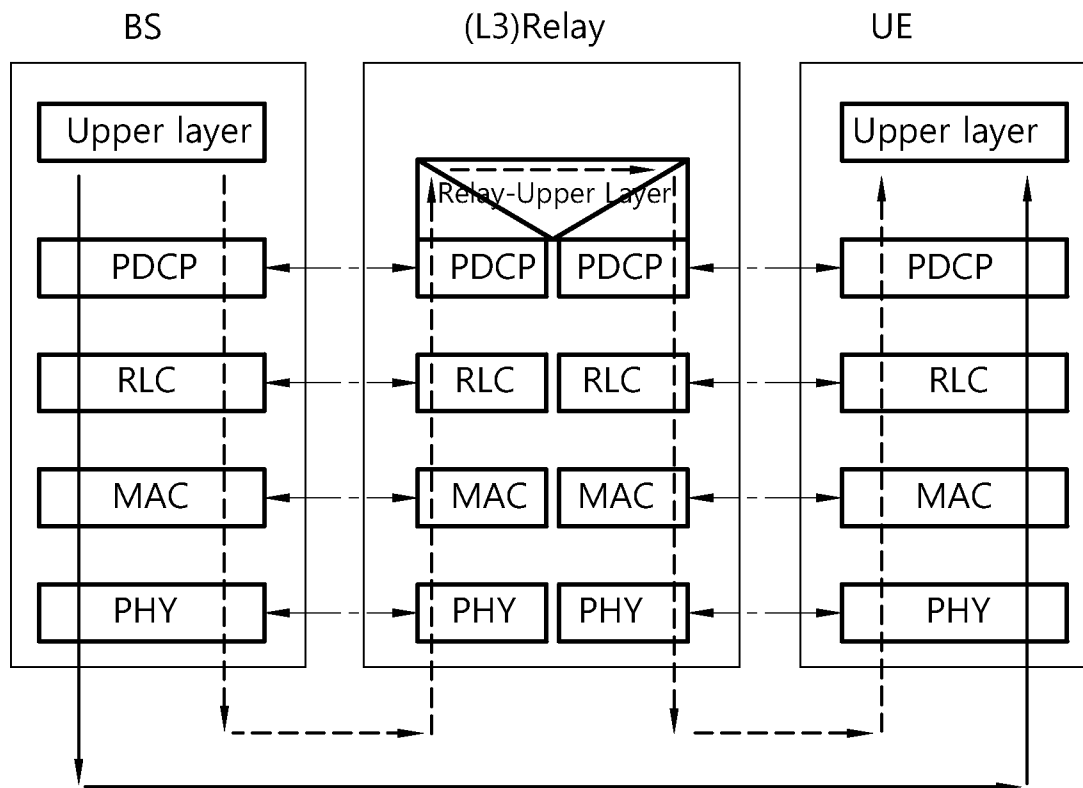 BS (L3)Relay UE
Upper layer Upper layer
Relay-Upper Layer
PDCP PDCP PDCP PDCP
RLC RLC RLC RLC
MAC MAC MAC MAC
PHY PHY PHY PHY